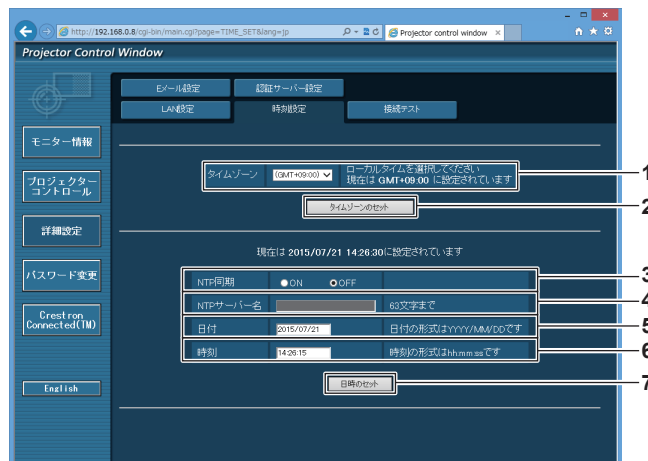 http://192.168.0.8/cgi-bin/main.cgi?page=TIME_SET&lang=jp
Projector control window
Projector Control Window
Eメール設定 認証サーバー設定
LAN設定 時刻設定 接続テスト
モニター情報
プロジェクター
コントロール
詳細設定
パスワード変更
Crestron
Connected(TM)
English
タイムゾーン (GMT+09:00) ローカルタイムを選択してください
現在は GMT+09:00 に設定されています
1
タイムゾーンのセット
2
現在は 2015/07/21 14:26:30に設定されています
NTP同期 ON OFF
3
NTPサーバー名 63文字まで
4
日付 2015/07/21 日付の形式はYYYY/MM/DDです
5
時刻 14:26:15 時刻の形式はhh:mm:ssです
6
日時のセット
7